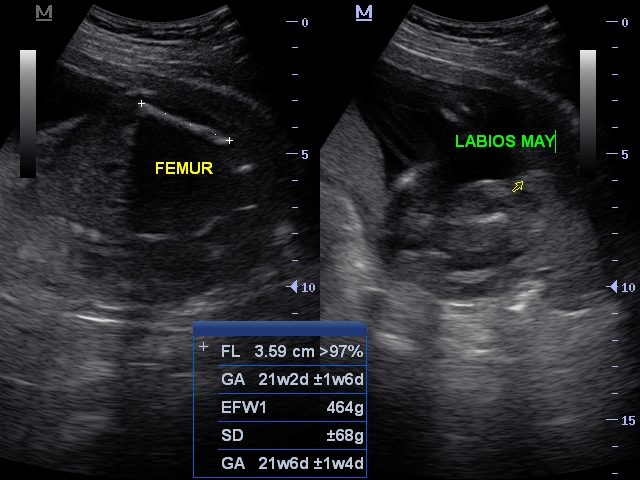 M
M
0
0
FEMUR
LABIOS MAY
5
5
10
10
+ FL 3.59 cm >97%
GA 21w2d ±1w6d
EFW1 464g
SD ±68g
GA 21w6d ±1w4d
15